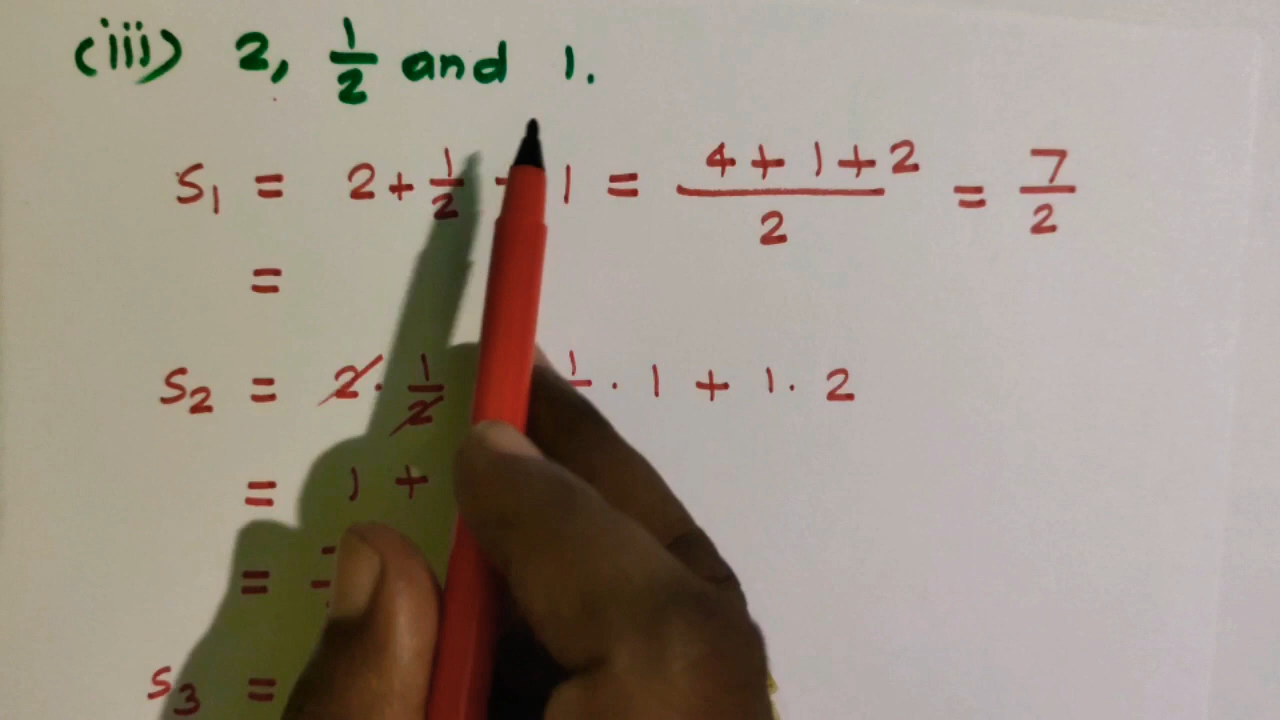 (iii) 2, 1/2 and 1.
S₁ = 2 + 1/2 1 = (4 + 1 + 2)/2 = 7/2
=
S₂ = 2 · 1/2 1 · 1 + 1 · 2
= 1 +
=
S₃ =